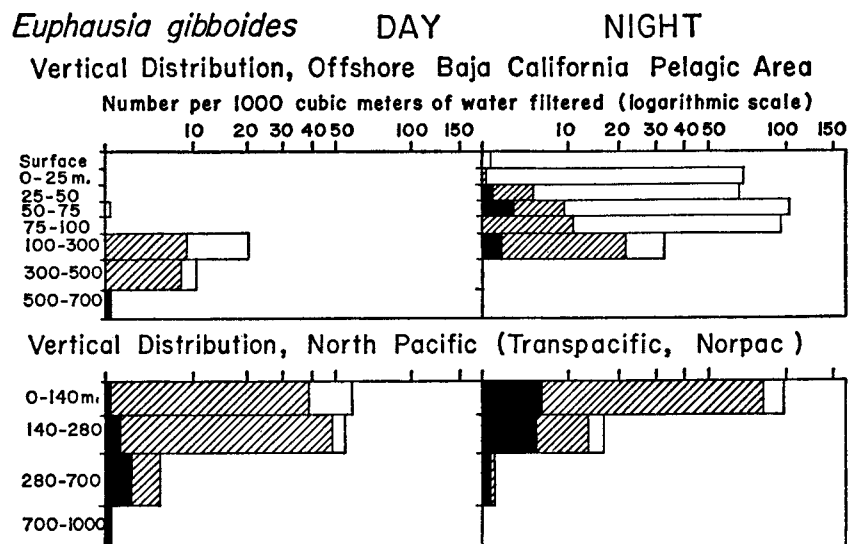 Euphausia gibboides DAY NIGHT
Vertical Distribution, Offshore Baja California Pelagic Area
Number per 1000 cubic meters of water filtered (logarithmic scale)
10 20 30 40 50 100 150 10 20 30 40 50 100 150
Surface
0-25 m.
25-50
50-75
75-100
100-300
300-500
500-700
Vertical Distribution, North Pacific (Transpacific, Norpac)
0-140 m.
140-280
280-700
700-1000